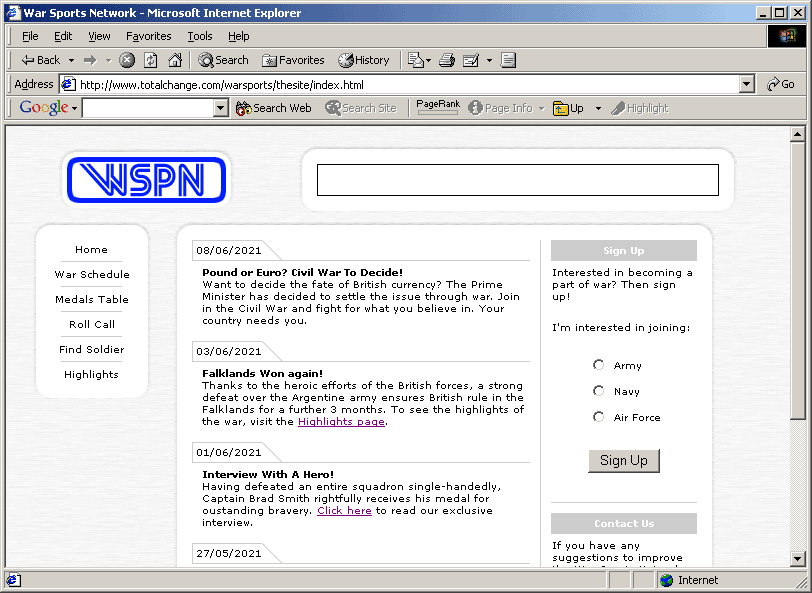 War Sports Network - Microsoft Internet Explorer
File Edit View Favorites Tools Help
Back Search Favorites History
Address http://www.totalchange.com/warsports/thesite/index.html Go
Google Search Web Search Site PageRank Page Info Up Highlight
WSPN
Home
War Schedule
Medals Table
Roll Call
Find Soldier
Highlights
08/06/2021
Pound or Euro? Civil War To Decide!
Want to decide the fate of British currency? The Prime
Minister has decided to settle the issue through war. Join
in the Civil War and fight for what you believe in. Your
country needs you.
03/06/2021
Falklands Won again!
Thanks to the heroic efforts of the British forces, a strong
defeat over the Argentine army ensures British rule in the
Falklands for a further 3 months. To see the highlights of
the war, visit the Highlights page.
01/06/2021
Interview With A Hero!
Having defeated an entire squadron single-handedly,
Captain Brad Smith rightfully receives his medal for
oustanding bravery. Click here to read our exclusive
interview.
27/05/2021
Sign Up
Interested in becoming a
part of war? Then sign
up!
I'm interested in joining:
Army
Navy
Air Force
Sign Up
Contact Us
If you have any
suggestions to improve
Internet